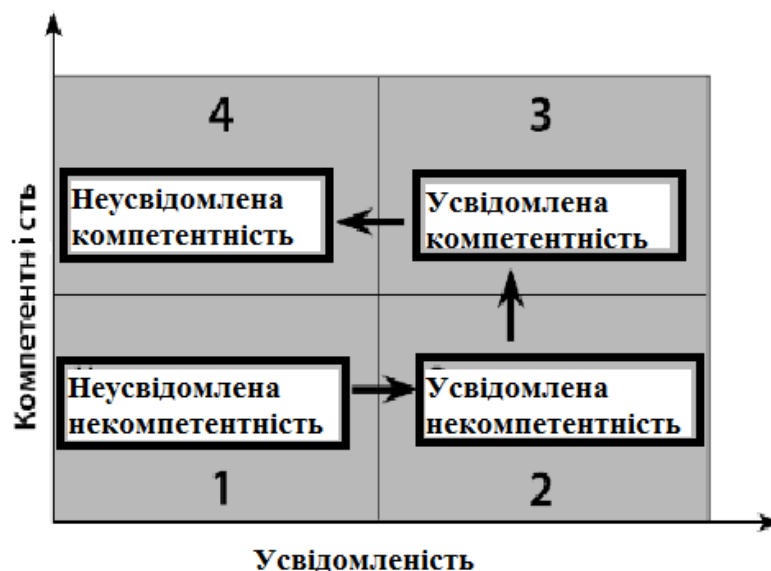 4
3
Неусвідомлена
компетентність
Усвідомлена
компетентність
Компетентн і сть
Неусвідомлена
некомпетентність
Усвідомлена
некомпетентність
1
2
Усвідомленість